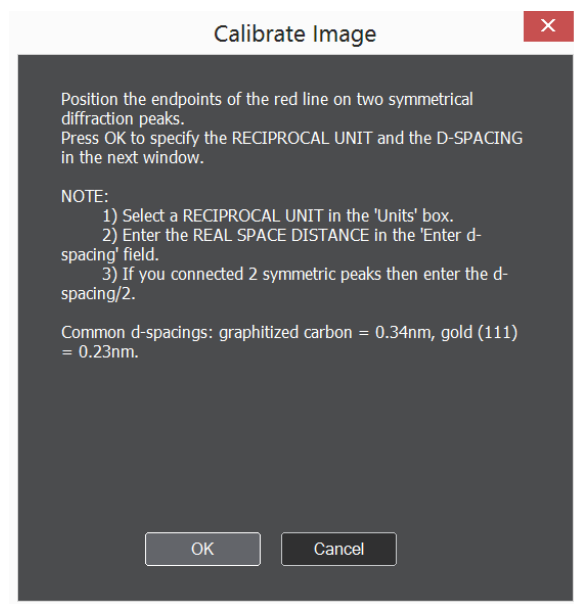 Calibrate Image
Position the endpoints of the red line on two symmetrical
diffraction peaks.
Press OK to specify the RECIPROCAL UNIT and the D-SPACING
in the next window.
NOTE:
1) Select a RECIPROCAL UNIT in the 'Units' box.
2) Enter the REAL SPACE DISTANCE in the 'Enter d-
spacing' field.
3) If you connected 2 symmetric peaks then enter the d-
spacing/2.
Common d-spacings: graphitized carbon = 0.34nm, gold (111)
= 0.23nm.
OK
Cancel